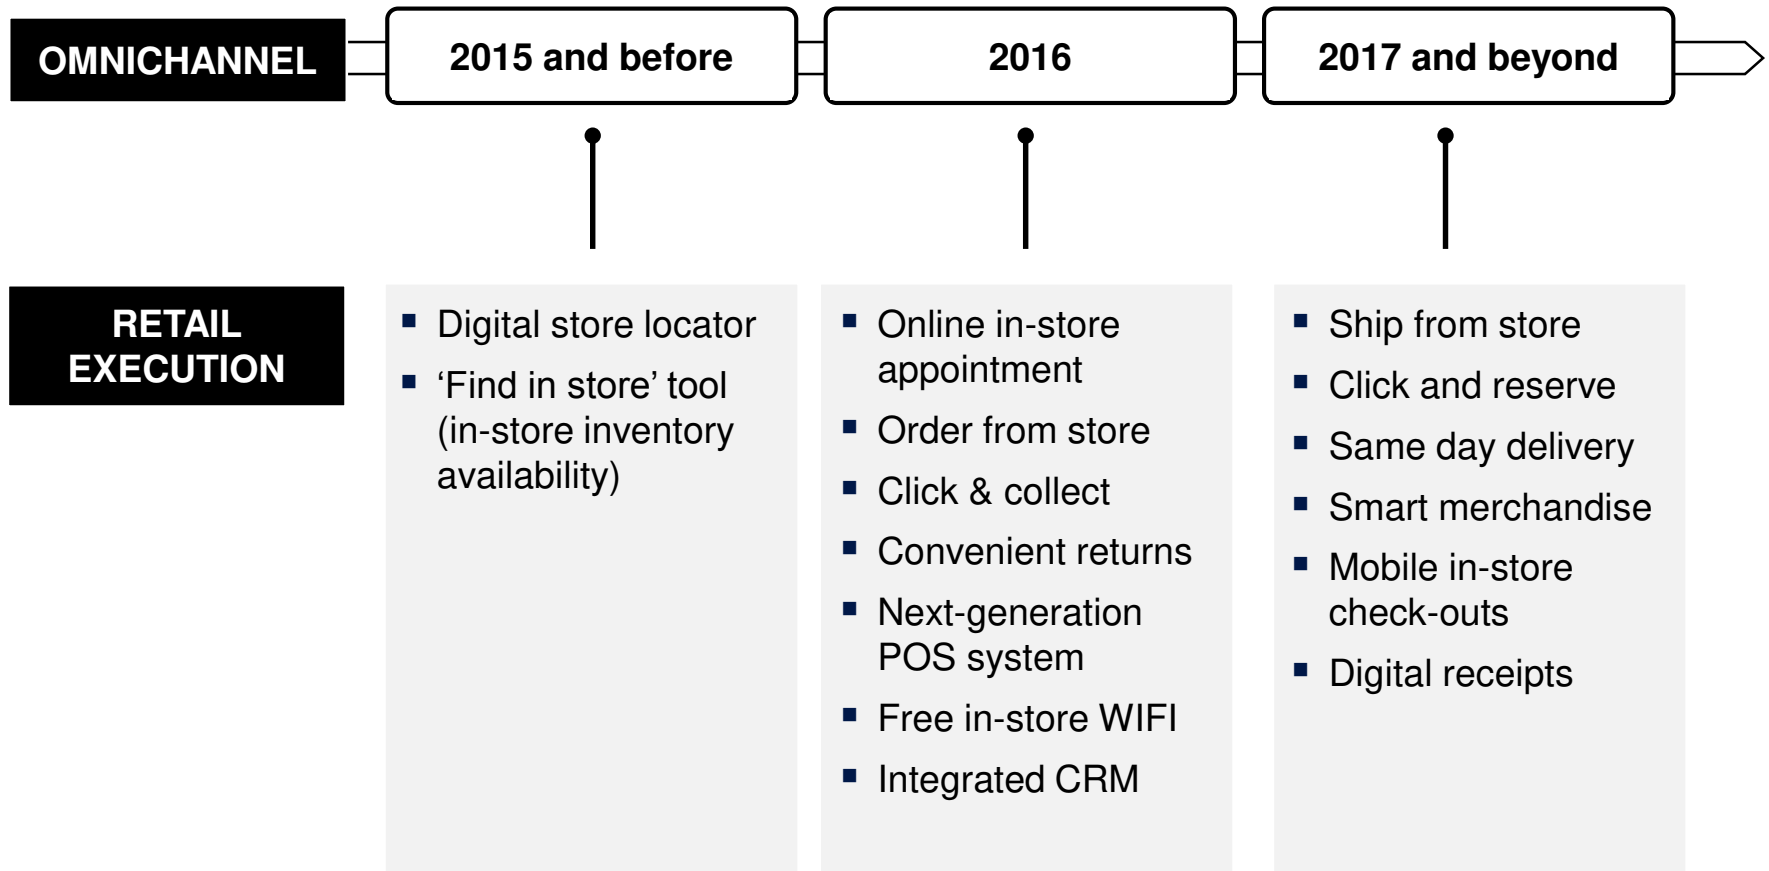 OMNICHANNEL
2015 and before
2016
2017 and beyond
RETAIL
EXECUTION
▪ Digital store locator
▪ ‘Find in store’ tool
(in-store inventory
availability)
▪ Online in-store
appointment
▪ Order from store
▪ Click & collect
▪ Convenient returns
▪ Next-generation
POS system
▪ Free in-store WIFI
▪ Integrated CRM
▪ Ship from store
▪ Click and reserve
▪ Same day delivery
▪ Smart merchandise
▪ Mobile in-store
check-outs
▪ Digital receipts